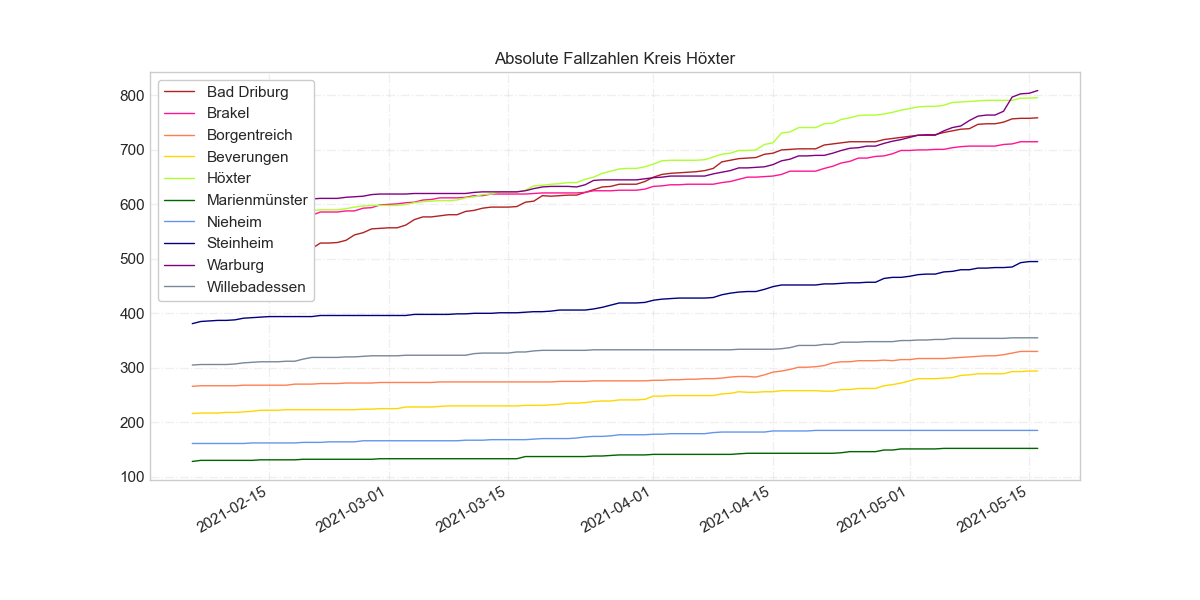 Absolute Fallzahlen Kreis Höxter
800
700
600
500
400
300
200
100
Bad Driburg
Brakel
Borgentreich
Beverungen
Höxter
Marienmünster
Nieheim
Steinheim
Warburg
Willebadessen
2021-02-15
2021-03-01
2021-03-15
2021-04-01
2021-04-15
2021-05-01
2021-05-15